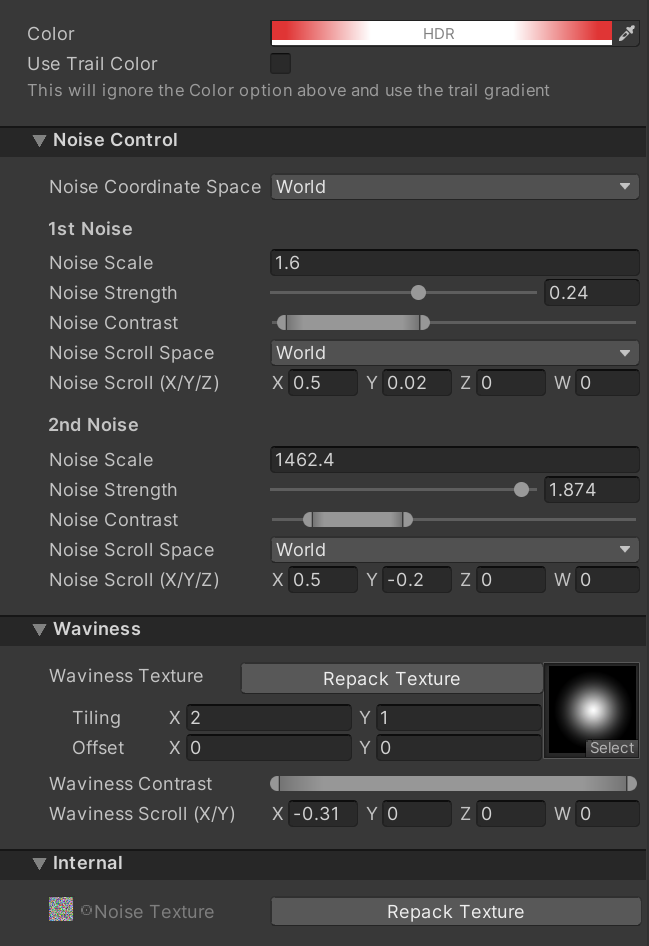 Color HDR
Use Trail Color
This will ignore the Color option above and use the trail gradient
Noise Control
Noise Coordinate Space World
1st Noise
Noise Scale 1.6
Noise Strength 0.24
Noise Contrast
Noise Scroll Space World
Noise Scroll (X/Y/Z) X 0.5 Y 0.02 Z 0 W 0
2nd Noise
Noise Scale 1462.4
Noise Strength 1.874
Noise Contrast
Noise Scroll Space World
Noise Scroll (X/Y/Z) X 0.5 Y -0.2 Z 0 W 0
Waviness
Waviness Texture Repack Texture
Tiling X 2 Y 1
Offset X 0 Y 0
Select
Waviness Contrast
Waviness Scroll (X/Y) X -0.31 Y 0 Z 0 W 0
Internal
Noise Texture Repack Texture